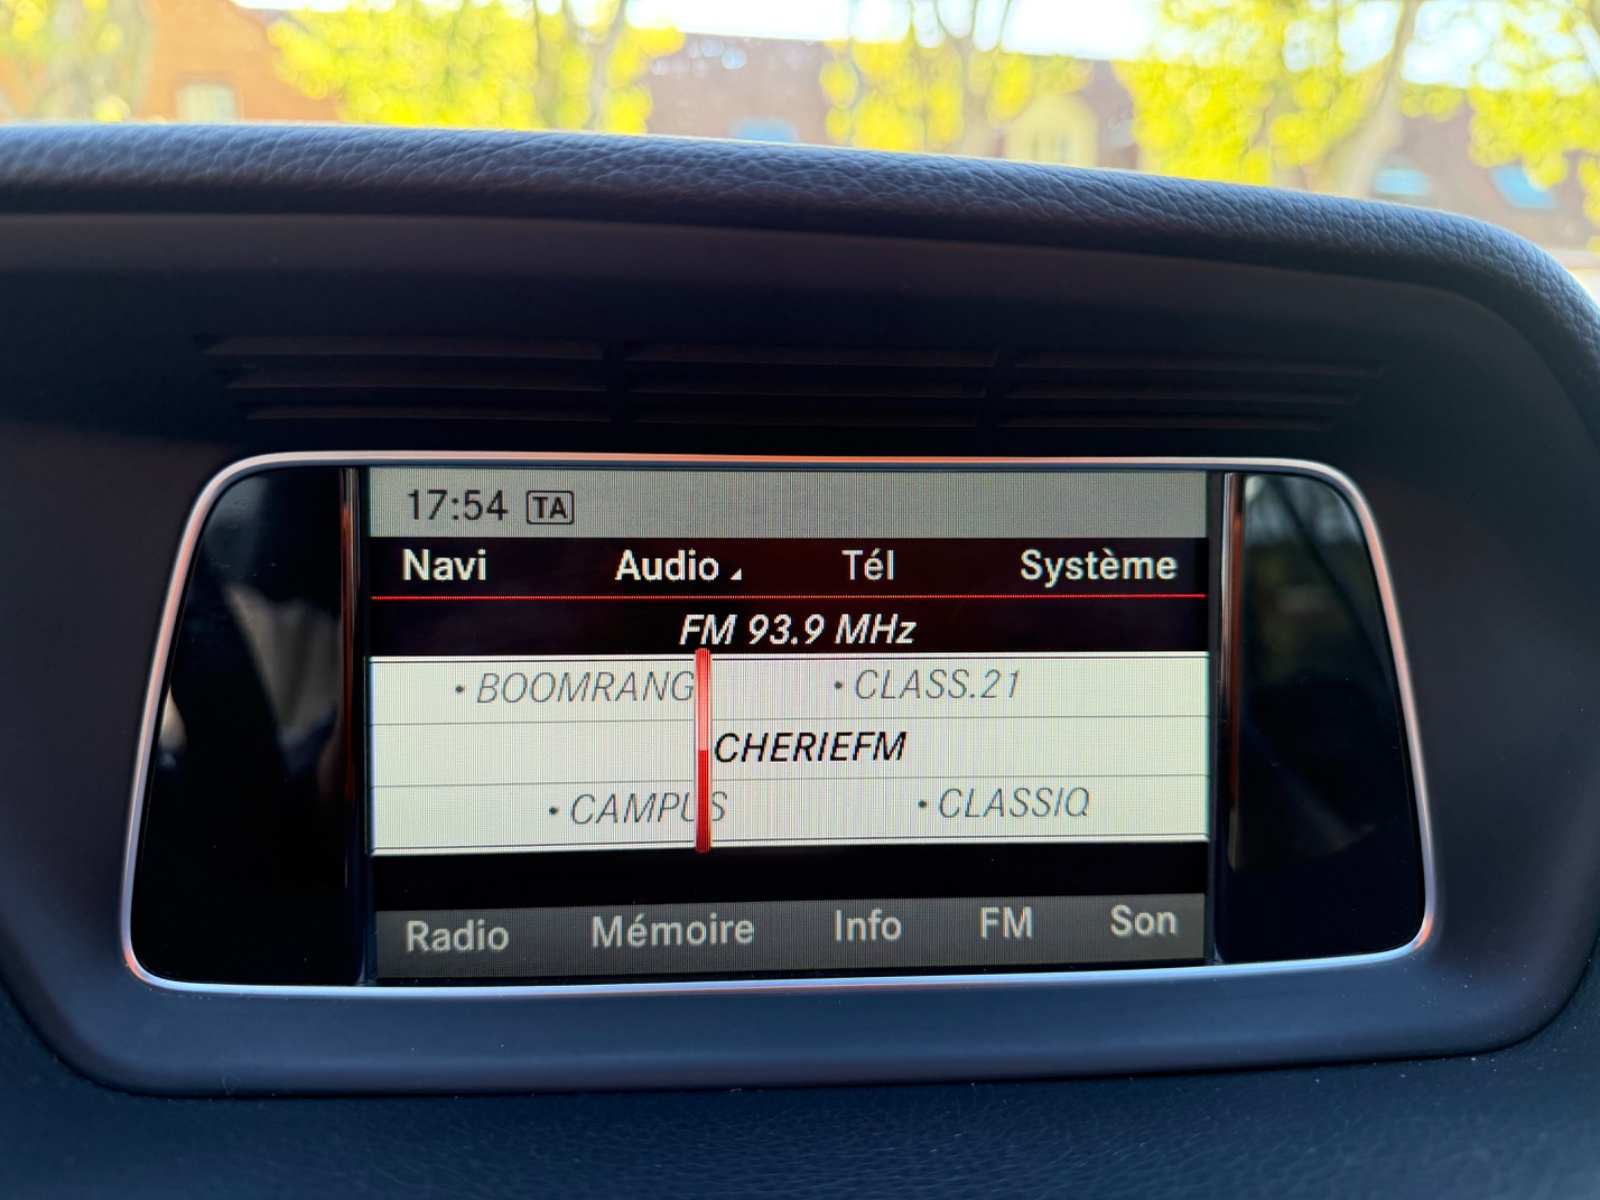 17:54 TA
Navi Audio Tél Système
FM 93.9 MHz
• BOOMRANG • CLASS.21
CHERIEFM
• CAMPUS • CLASSIQ
Radio Mémoire Info FM Son